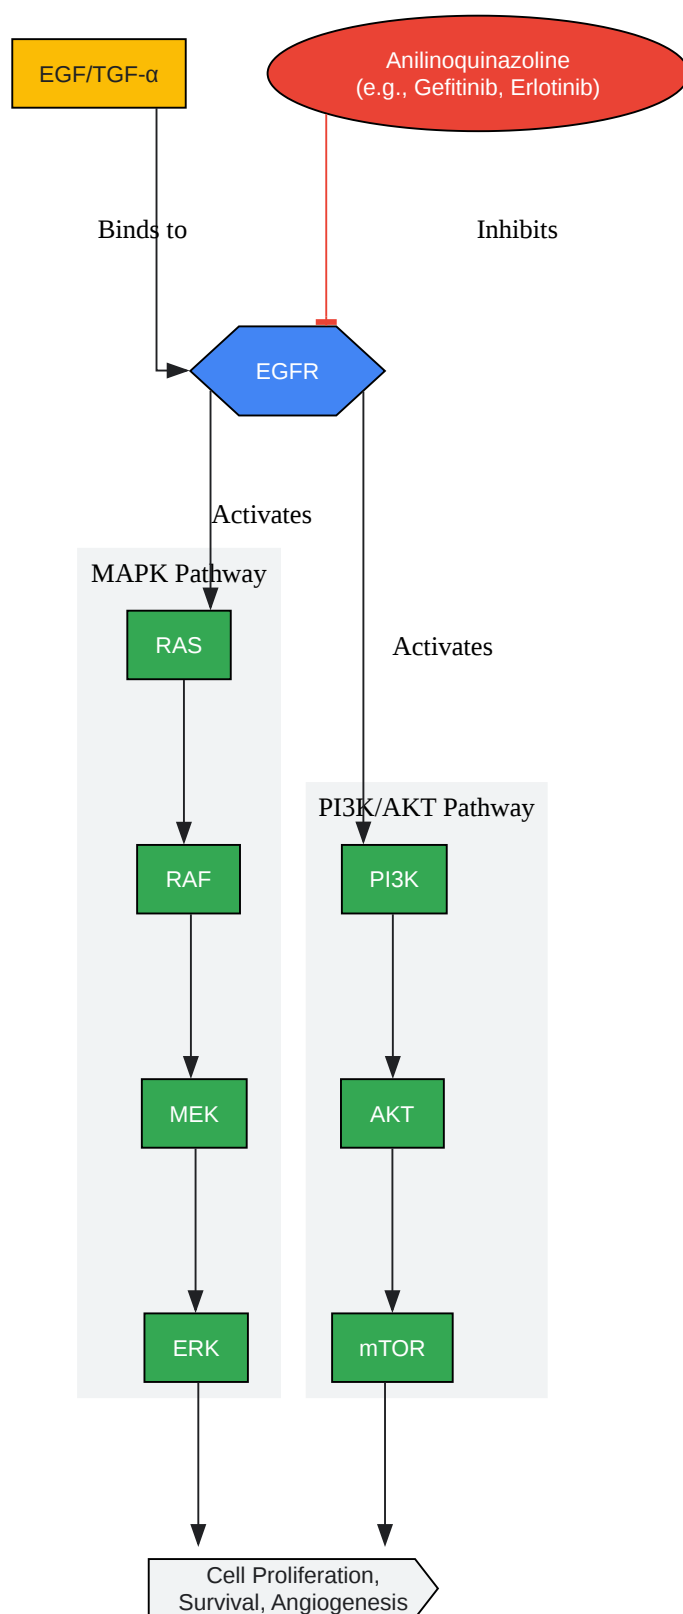 EGF/TGF-α
Anilinoquinazoline
(e.g., Gefitinib, Erlotinib)
Binds to
Inhibits
EGFR
Activates
MAPK Pathway
RAS
Activates
PI3K/AKT Pathway
RAF
PI3K
MEK
AKT
ERK
mTOR
Cell Proliferation,
Survival, Angiogenesis